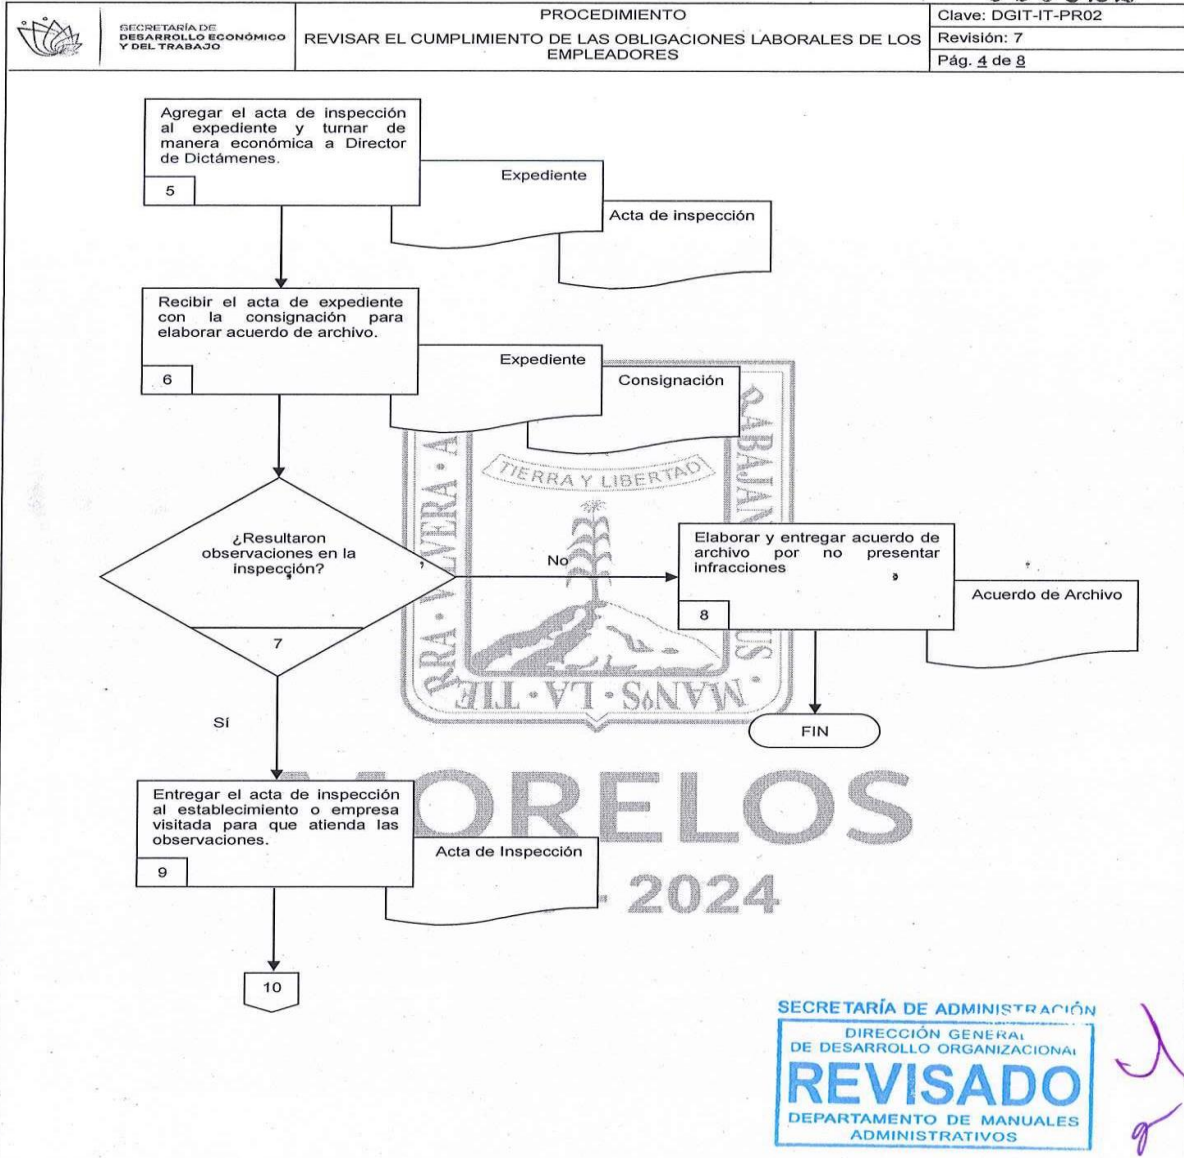 SECRETARÍA DE
DESARROLLO ECONÓMICO
Y DEL TRABAJO
PROCEDIMIENTO
REVISAR EL CUMPLIMIENTO DE LAS OBLIGACIONES LABORALES DE LOS
EMPLEADORES
Clave: DGIT-IT-PR02
Revisión: 7
Pág. 4 de 8
Agregar el acta de inspección
al expediente y turnar de
manera económica a Director
de Dictámenes.
5
Expediente
Acta de inspección
Recibir el acta de expediente
con la consignación para
elaborar acuerdo de archivo.
6
Expediente
Consignación
TIERRA Y LIBERTAD
¿Resultaron
observaciones en la
inspección?
7
No
Elaborar y entregar acuerdo de
archivo por no presentar
infracciones
8
Acuerdo de Archivo
FIN
Sí
Entregar el acta de inspección
al establecimiento o empresa
visitada para que atienda las
observaciones.
9
Acta de Inspección
MORELOS
- 2024
10
SECRETARÍA DE ADMINISTRACIÓN
DIRECCIÓN GENERAL
DE DESARROLLO ORGANIZACIONAL
REVISADO
DEPARTAMENTO DE MANUALES
ADMINISTRATIVOS